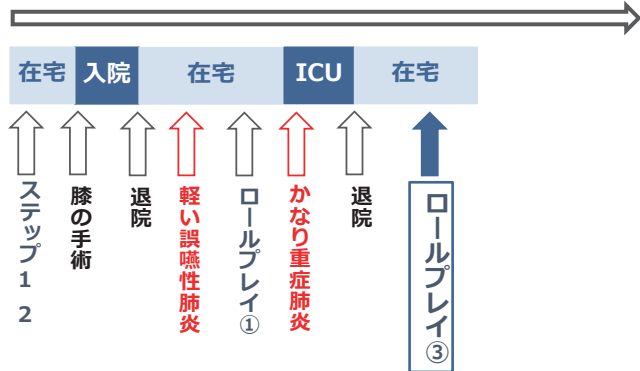 在宅
入院
在宅
ICU
在宅
ステップ1 2
膝の手術
退院
軽い誤嚥性肺炎
ロールプレイ①
かなり重症肺炎
退院
ロールプレイ③